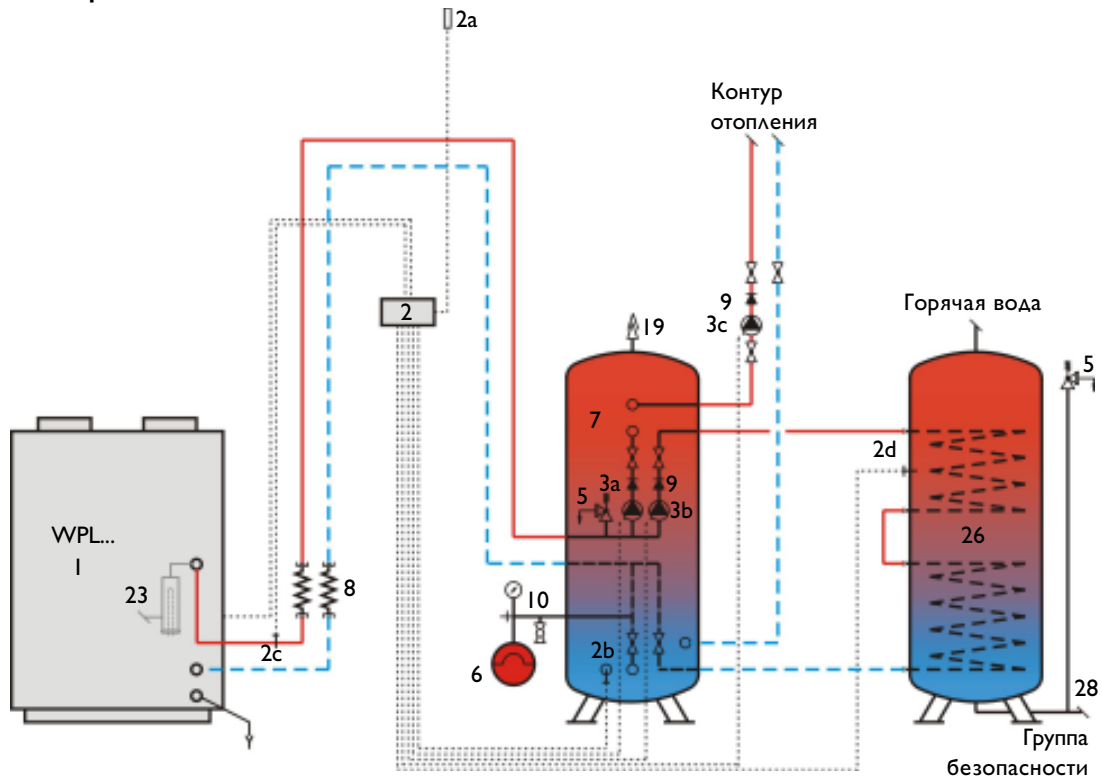 2a
Контур
отопления
9
3c
2
19
Горячая вода
5
7
2d
3a
9
5
3b
WPL...
1
26
23
8
10
2c
2b
6
28
Группа
безопасности